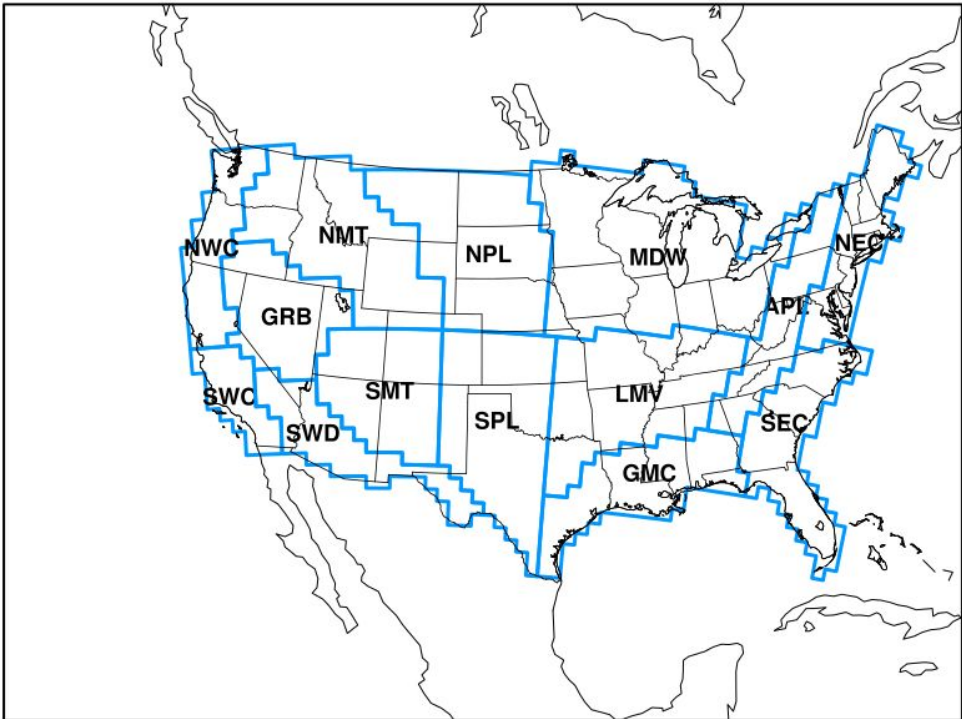 NWC
NMT
NPL
MDW
NEC
GRB
APL
SWC
SMT
LMV
SWD
SPL
SEC
GMC